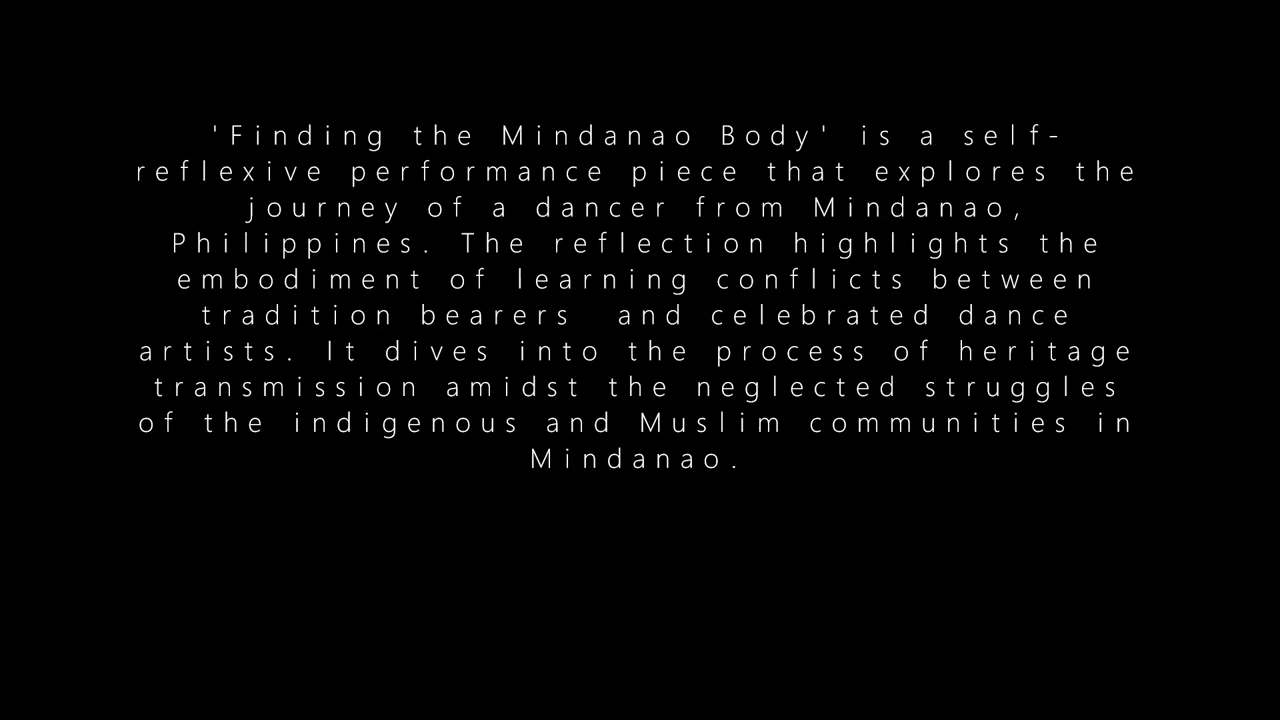 'Finding the Mindanao Body' is a self-
reflexive performance piece that explores the
journey of a dancer from Mindanao,
Philippines. The reflection highlights the
embodiment of learning conflicts between
tradition bearers  and celebrated dance
artists. It dives into the process of heritage
transmission amidst the neglected struggles
of the indigenous and Muslim communities in
Mindanao.